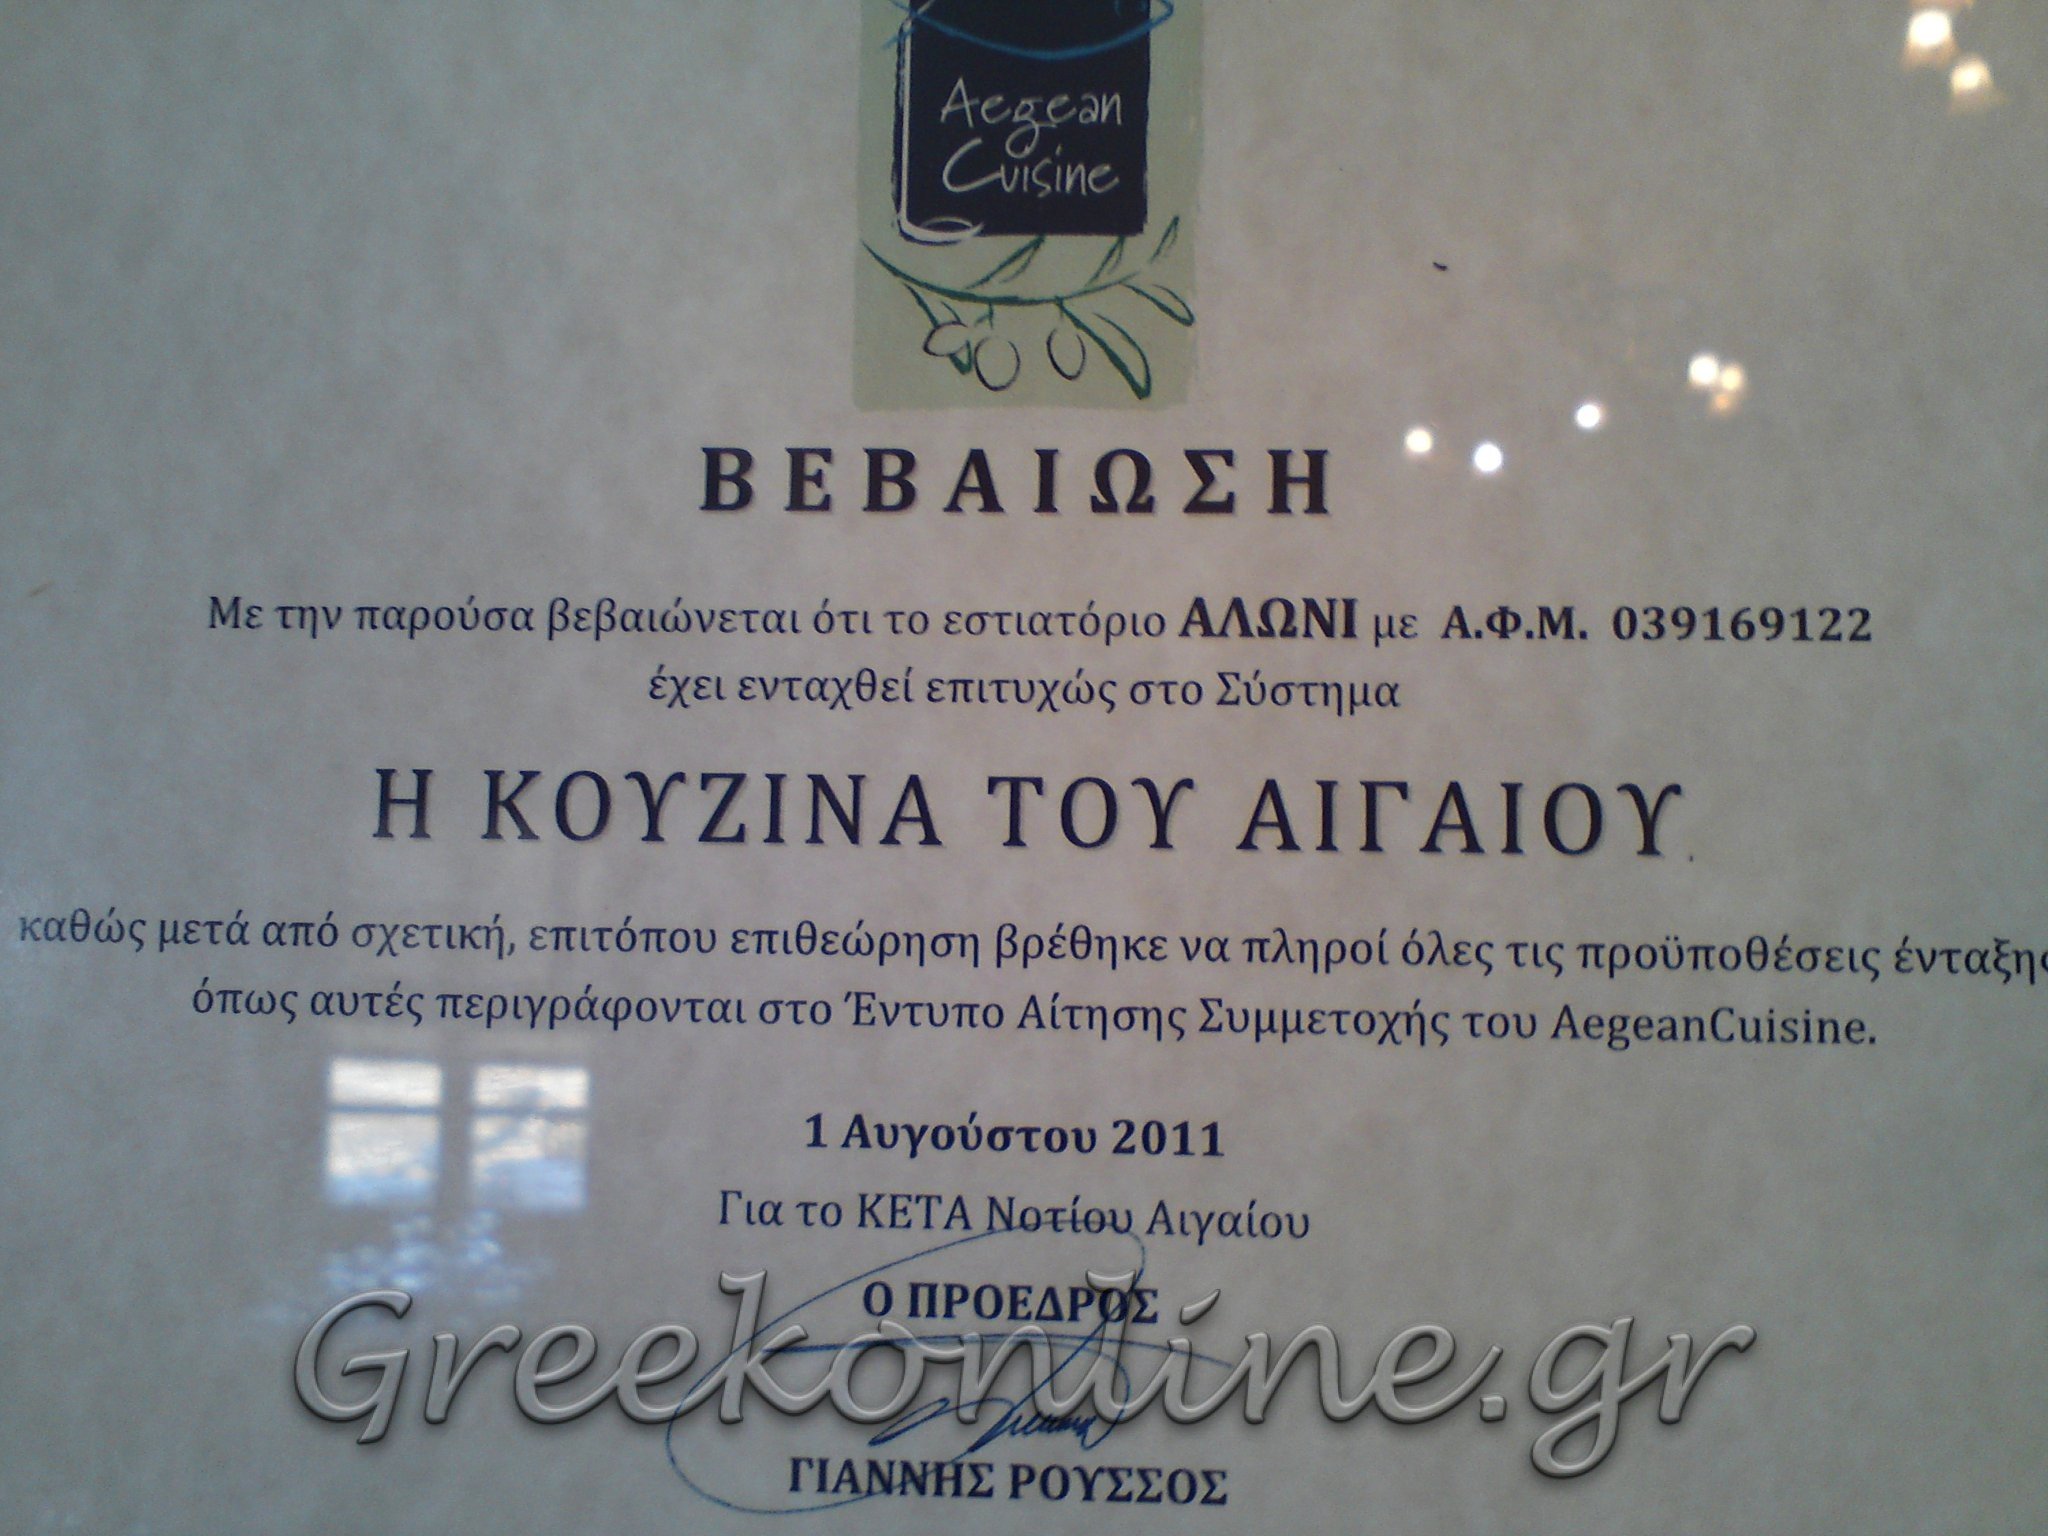 Aegean
Cuisine
ΒΕΒΑΙΩΣΗ
Με την παρούσα βεβαιώνεται ότι το εστιατόριο ΑΛΩΝΙ με Α.Φ.Μ. 039169122
έχει ενταχθεί επιτυχώς στο Σύστημα
Η ΚΟΥΖΙΝΑ ΤΟΥ ΑΙΓΑΙΟΥ
καθώς μετά από σχετική, επιτόπου επιθεώρηση βρέθηκε να πληροί όλες τις προϋποθέσεις ένταξης
όπως αυτές περιγράφονται στο Έντυπο Αίτησης Συμμετοχής του AegeanCuisine.
1 Αυγούστου 2011
Για το ΚΕΤΑ Νοτίου Αιγαίου
Ο ΠΡΟΕΔΡΟΣ
Greekonline.gr
ΓΙΑΝΝΗΣ ΡΟΥΣΣΟΣ